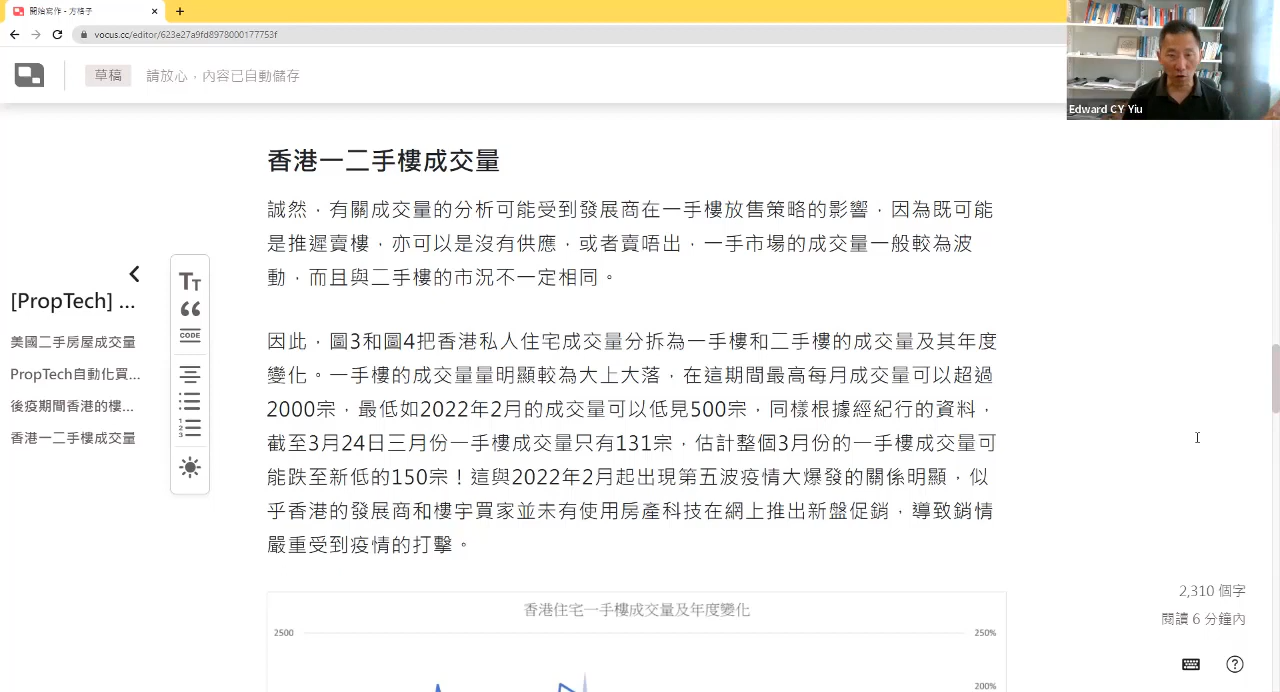 開始寫作 - 方格子
vocus.cc/editor/623e27a9fd8978000177753f
草稿
請放心，內容已自動儲存
Edward CY Yiu
香港一二手樓成交量
誠然，有關成交量的分析可能受到發展商在一手樓放售策略的影響，因為既可能
是推遲賣樓，亦可以是沒有供應，或者賣唔出，一手市場的成交量一般較為波
動，而且與二手樓的市況不一定相同。
[PropTech] ...
美國二手房屋成交量
PropTech自動化買...
後疫期間香港的樓...
香港一二手樓成交量
TT
CODE
因此，圖3和圖4把香港私人住宅成交量分拆為一手樓和二手樓的成交量及其年度
變化。一手樓的成交量量明顯較為大上大落，在這期間最高每月成交量可以超過
2000宗，最低如2022年2月的成交量可以低見500宗，同樣根據經紀行的資料，
截至3月24日三月份一手樓成交量只有131宗，估計整個3月份的一手樓成交量可
能跌至新低的150宗！這與2022年2月起出現第五波疫情大爆發的關係明顯，似
乎香港的發展商和樓宇買家並未有使用房產科技在網上推出新盤促銷，導致銷情
嚴重受到疫情的打擊。
香港住宅一手樓成交量及年度變化
2500
250%
200%
2,310 個字
閱讀 6 分鐘內